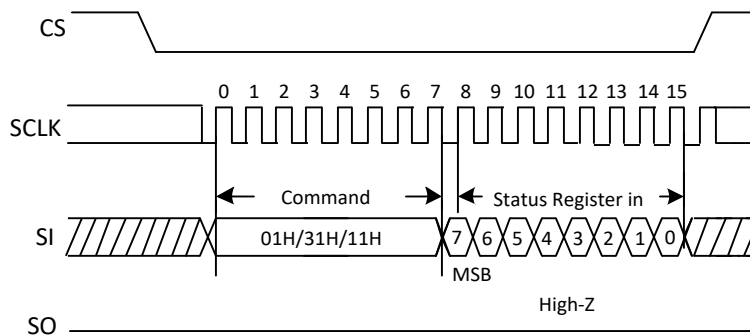 CS
0 1 2 3 4 5 6 7 8 9 10 11 12 13 14 15
SCLK
Command Status Register in
SI 01H/31H/11H 7 6 5 4 3 2 1 0
MSB
High-Z
SO